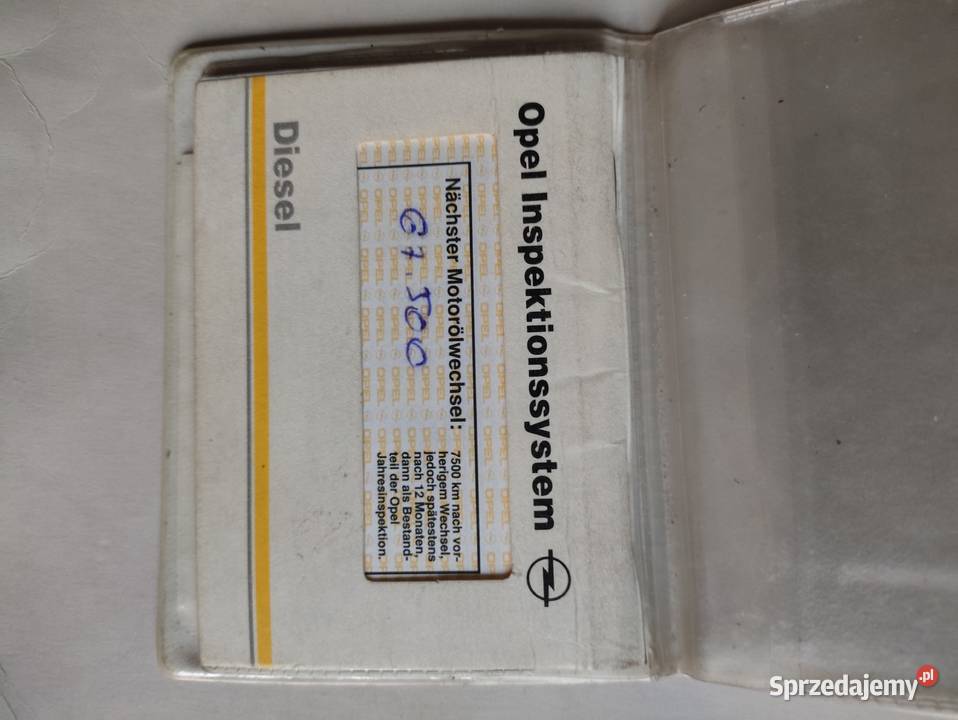 Opel Inspektionssystem
Nächster Motorölwechsel:
67.500
7500 km nach vor-
herigem Wechsel,
jedoch spätestens
nach 12 Monaten,
dann als Bestand-
teil der Opel
Jahresinspektion.
Diesel
Sprzedajemy.pl